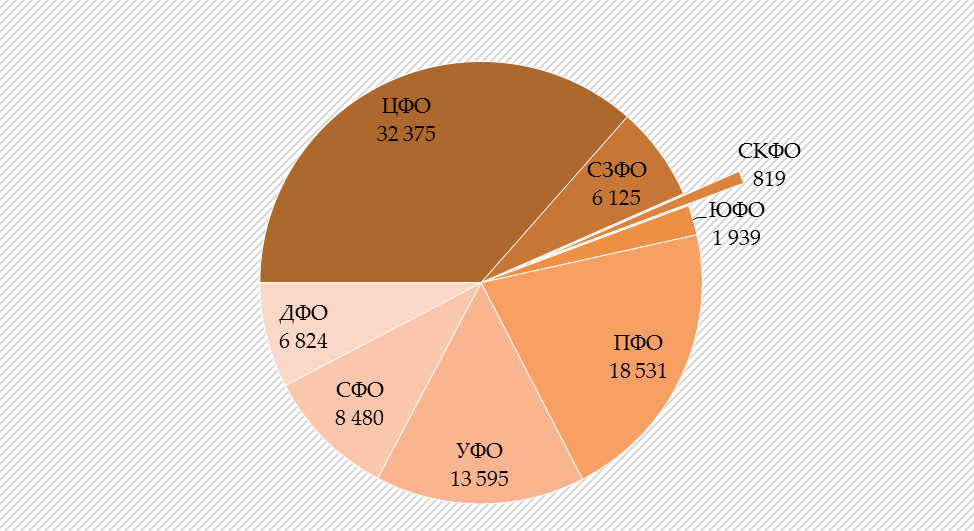 ЦФО
32 375
СЗФО
6 125
СКФО
819
ЮФО
1 939
ПФО
18 531
УФО
13 595
СФО
8 480
ДФО
6 824